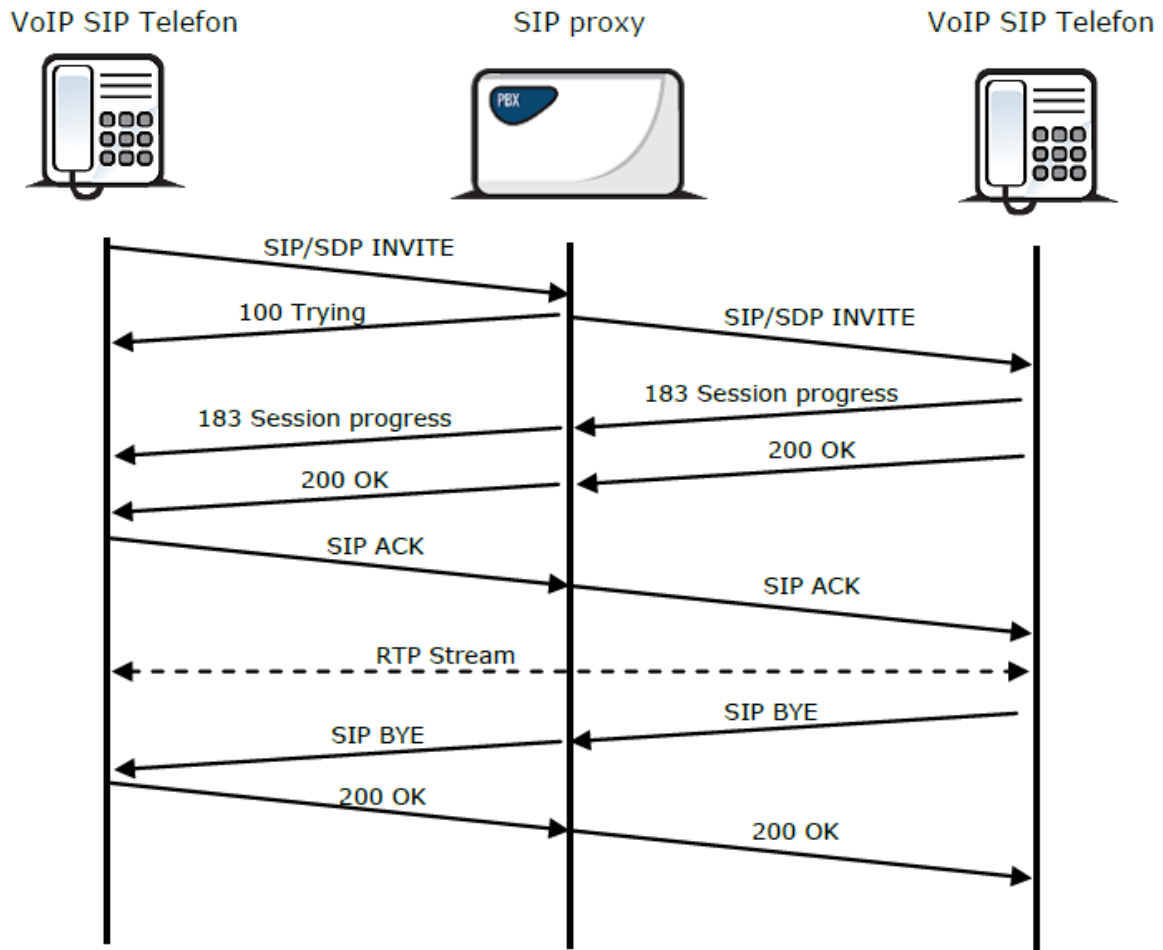 VoIP SIP Telefon
SIP proxy
VoIP SIP Telefon
PBX
SIP/SDP INVITE
100 Trying
SIP/SDP INVITE
183 Session progress
183 Session progress
200 OK
200 OK
SIP ACK
SIP ACK
RTP Stream
SIP BYE
SIP BYE
200 OK
200 OK